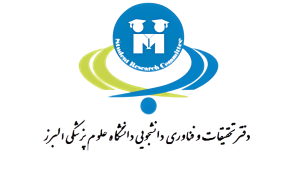 Student Research Committee
دفتر تحقیقات و فناوری دانشجویی دانشگاه علوم پزشکی البرز